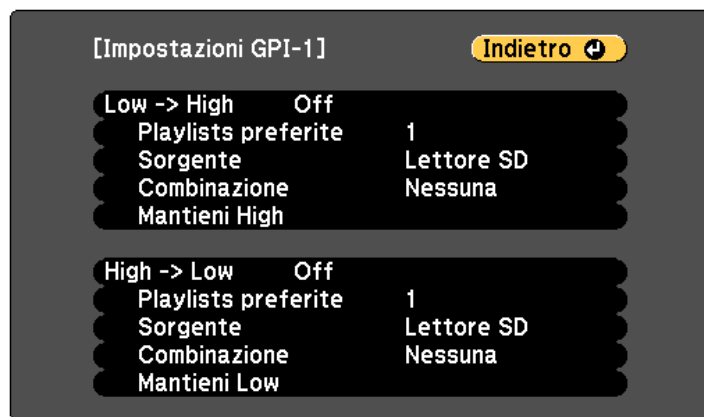 [Impostazioni GPI-1] Indietro
Low -> High Off
Playlists preferite 1
Sorgente Lettore SD
Combinazione Nessuna
Mantieni High
High -> Low Off
Playlists preferite 1
Sorgente Lettore SD
Combinazione Nessuna
Mantieni Low